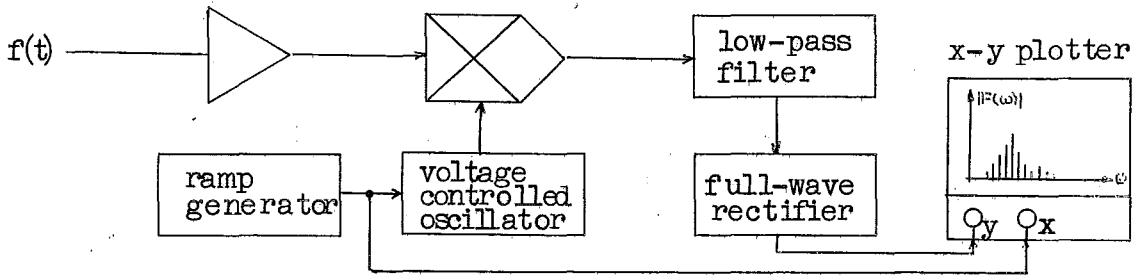 f(t)
low-pass
filter
x-y plotter
|F(ω)|
ω
ramp
generator
voltage
controlled
oscillator
full-wave
rectifier
y
x